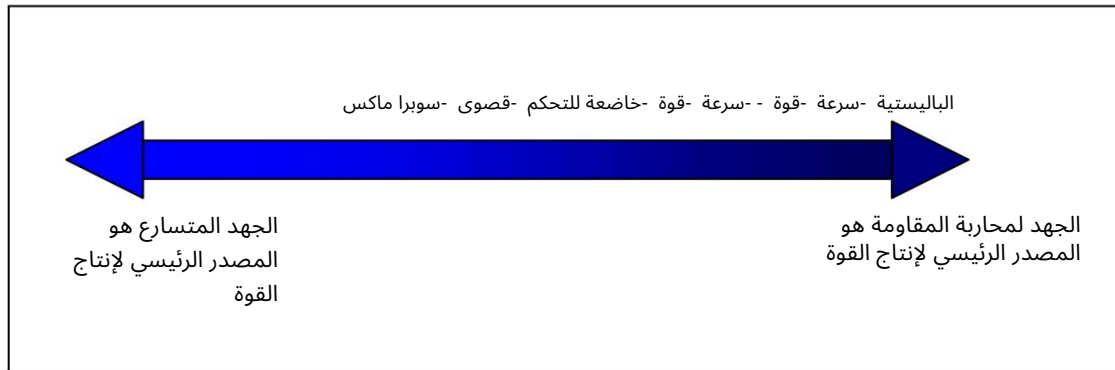 الباليستية -سرعة -قوة - -سرعة -قوة -خاضعة للتحكم -قصوى -سوبرا ماكس
الجهد لمحاربة المقاومة هو
المصدر الرئيسي لإنتاج القوة
الجهد المتسارع هو
المصدر الرئيسي لإنتاج
القوة